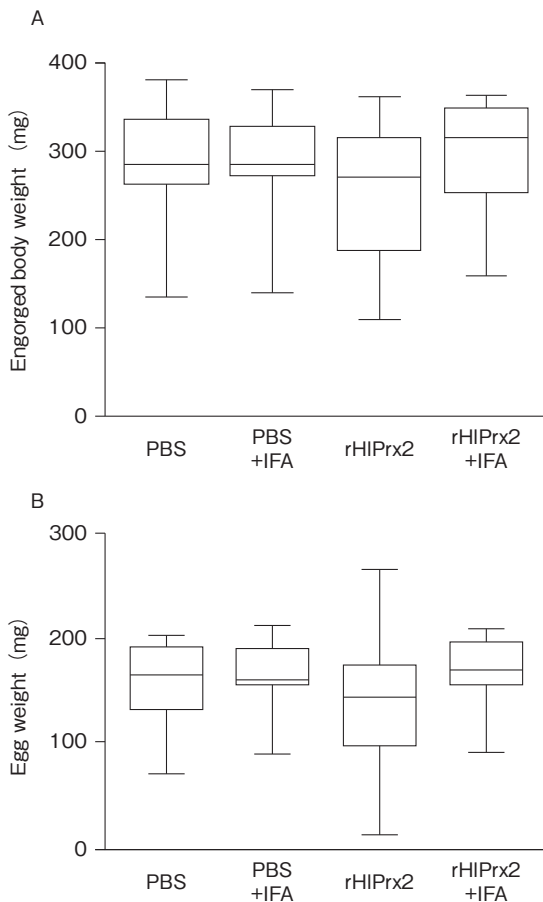 A
Engorged body weight (mg)
400
300
200
100
0
PBS
PBS
+IFA
rHlPrx2
rHlPrx2
+IFA
B
Egg weight (mg)
300
200
100
0
PBS
PBS
+IFA
rHlPrx2
rHlPrx2
+IFA